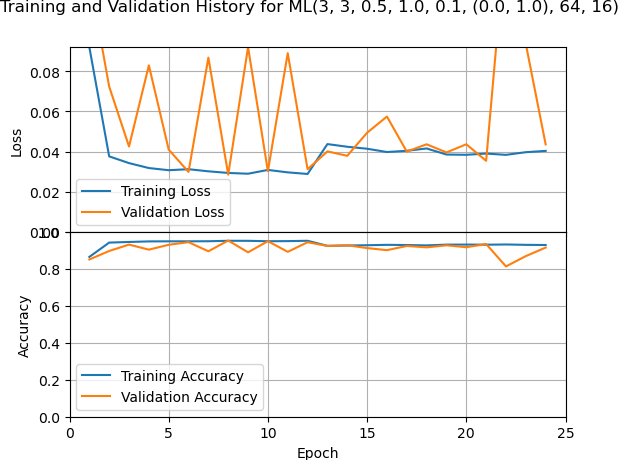 Training and Validation History for ML(3, 3, 0.5, 1.0, 0.1, (0.0, 1.0), 64, 16)
0.08
0.06
0.04
0.02
0.00
Loss
Training Loss
Validation Loss
1.0
0.8
0.6
0.4
0.2
0.0
Accuracy
Training Accuracy
Validation Accuracy
0 5 10 15 20 25
Epoch